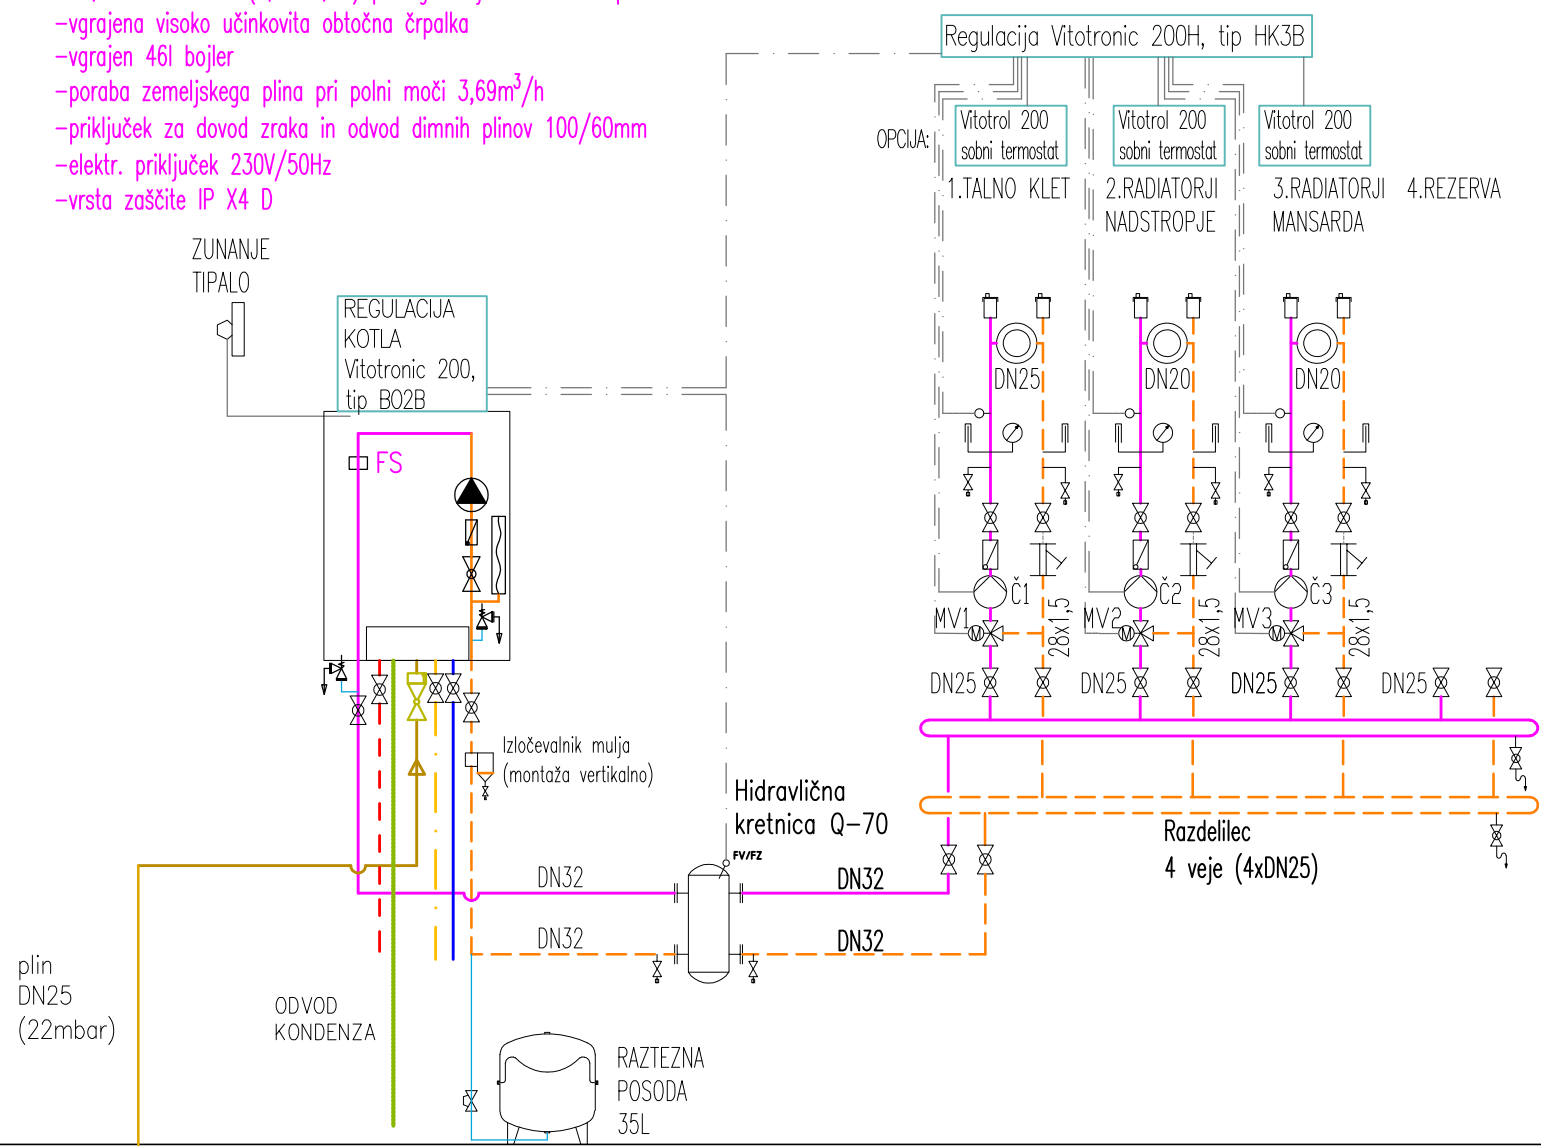 -vgrajena visoko učinkovita obtočna črpalka
-vgrajen 46l bojler
-poraba zemeljskega plina pri polni moči 3,69m³/h
-priključek za dovod zraka in odvod dimnih plinov 100/60mm
-elektr. priključek 230V/50Hz
-vrsta zaščite IP X4 D
Regulacija Vitotronic 200H, tip HK3B
OPCIJA:
Vitotrol 200
sobni termostat
Vitotrol 200
sobni termostat
Vitotrol 200
sobni termostat
1.TALNO KLET
2.RADIATORJI
NADSTROPJE
3.RADIATORJI
MANSARDA
4.REZERVA
ZUNANJE
TIPALO
REGULACIJA
KOTLA
Vitotronic 200,
tip BO2B
FS
DN25
DN20
DN20
Č1
Č2
Č3
MV1
MV2
MV3
M
M
M
28x1,5
28x1,5
28x1,5
DN25
DN25
DN25
DN25
Izločevalnik mulja
(montaža vertikalno)
Hidravlična
kretnica Q-70
FV/FZ
Razdelilec
4 veje (4xDN25)
DN32
DN32
DN32
DN32
plin
DN25
(22mbar)
ODVOD
KONDENZA
RAZTEZNA
POSODA
35L